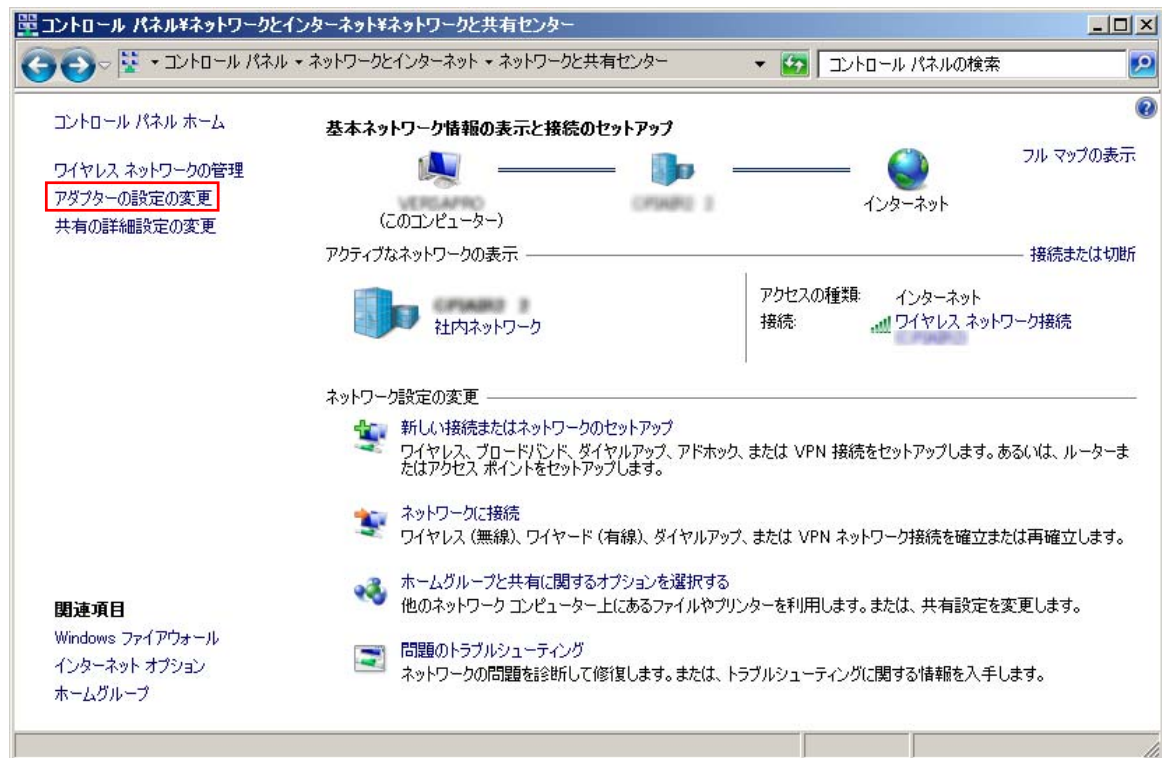 コントロール パネル¥ネットワークとインターネット¥ネットワークと共有センター
コントロール パネル ネットワークとインターネット ネットワークと共有センター
コントロール パネルの検索
コントロール パネル ホーム
ワイヤレス ネットワークの管理
アダプターの設定の変更
共有の詳細設定の変更
基本ネットワーク情報の表示と接続のセットアップ
フル マップの表示
(このコンピューター)
インターネット
アクティブなネットワークの表示
接続または切断
社内ネットワーク
アクセスの種類: インターネット
接続: ワイヤレス ネットワーク接続
ネットワーク設定の変更
新しい接続またはネットワークのセットアップ
ワイヤレス、ブロードバンド、ダイヤルアップ、アドホック、または VPN 接続をセットアップします。あるいは、ルーターま
たはアクセス ポイントをセットアップします。
ネットワークに接続
ワイヤレス (無線)、ワイヤード (有線)、ダイヤルアップ、または VPN ネットワーク接続を確立または再確立します。
ホームグループと共有に関するオプションを選択する
他のネットワーク コンピューター上にあるファイルやプリンターを利用します。または、共有設定を変更します。
問題のトラブルシューティング
ネットワークの問題を診断して修復します。または、トラブルシューティングに関する情報を入手します。
関連項目
Windows ファイアウォール
インターネット オプション
ホームグループ